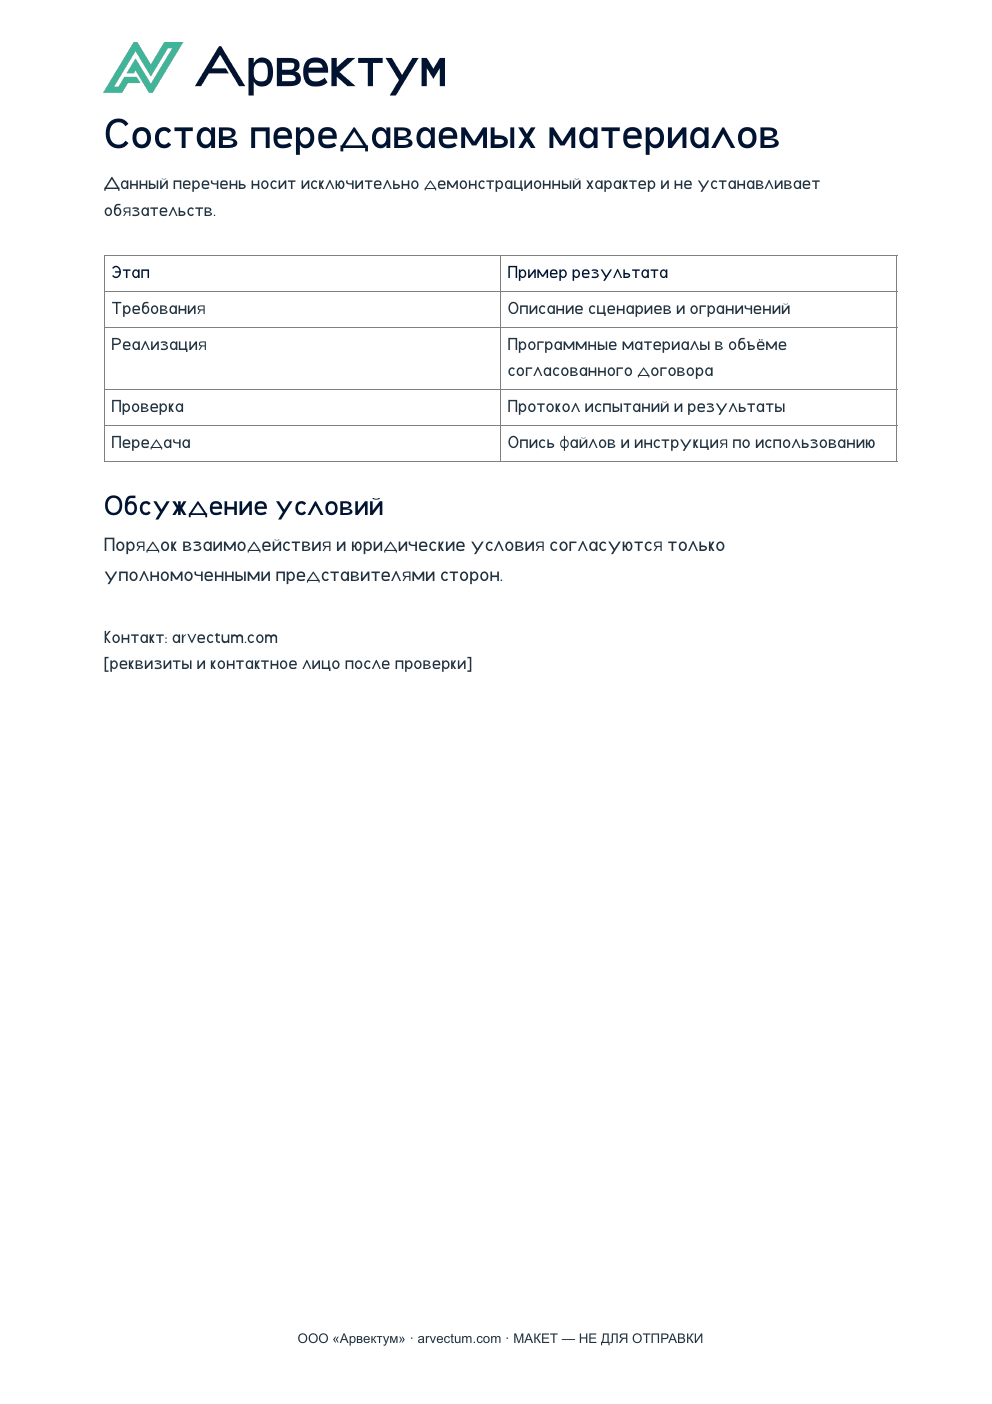 Арвектум
Состав передаваемых материалов
Данный перечень носит исключительно демонстрационный характер и не устанавливает
обязательств.
Этап
Пример результата
Требования
Описание сценариев и ограничений
Реализация
Программные материалы в объёме
согласованного договора
Проверка
Протокол испытаний и результаты
Передача
Опись файлов и инструкция по использованию
Обсуждение условий
Порядок взаимодействия и юридические условия согласуются только
уполномоченными представителями сторон.
Контакт: arvectum.com
[реквизиты и контактное лицо после проверки]
ООО «Арвектум» · arvectum.com · МАКЕТ — НЕ ДЛЯ ОТПРАВКИ